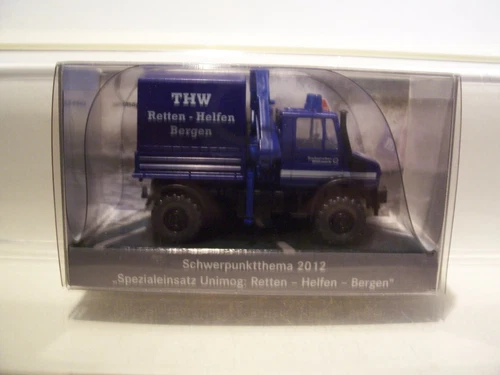 THW
Retten - Helfen
Bergen
Schwerpunktthema 2012
„Spezialeinsatz Unimog: Retten - Helfen - Bergen"